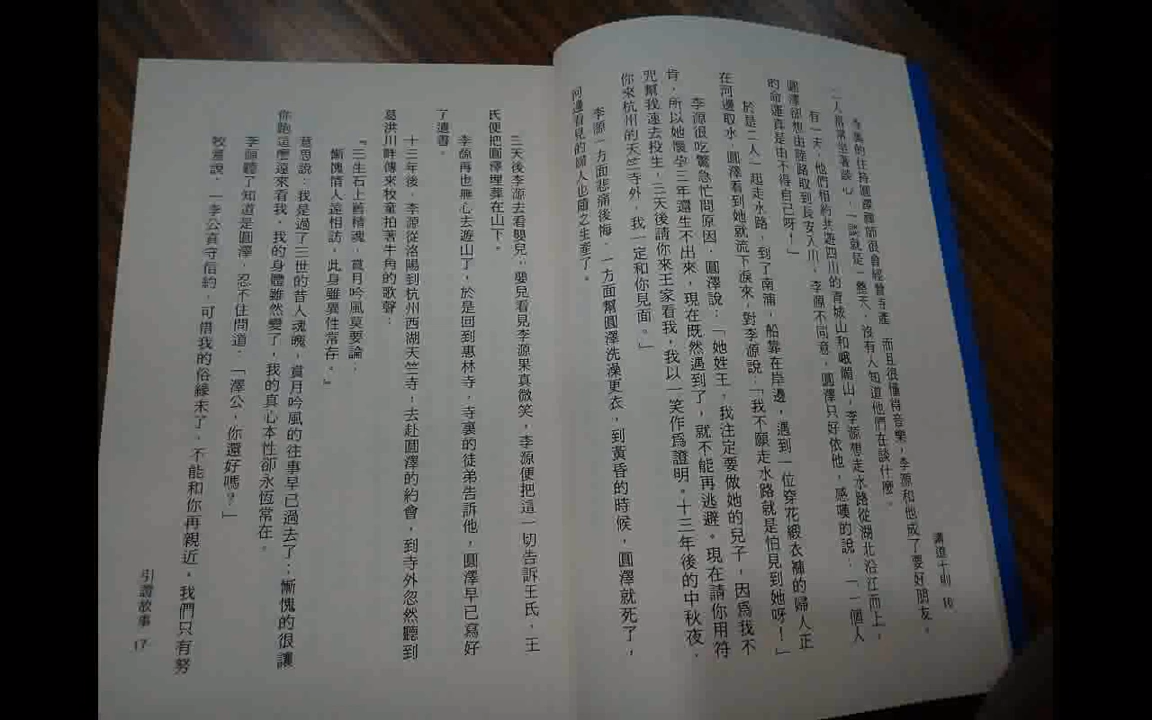 寺裏的住持圓澤禪師很會經營寺產，而且很懂得音樂，李源和他成了要好朋友，
二人常常坐著談心，一談就是一整天，沒有人知道他們在談什麼。
有一天，他們相約共遊四川的青城山和峨眉山，李源想走水路從湖北沿江而上，
圓澤卻想由陸路取到長安入川，李源不同意，圓澤只好依他，感嘆的說：「一個人
的命運真是由不得自己呀！」
於是二人一起走水路，到了南浦，船靠在岸邊，遇到一位穿花緞衣褲的婦人正
在河邊取水，圓澤看到她就流下淚來，對李源說：「我不願走水路就是怕見到她呀！」
李源很吃驚急忙問原因，圓澤說：「她姓王，我注定要做她的兒子，因爲我不
肯，所以她懷孕三年還生不出來，現在既然遇到了，就不能再逃避。現在請你用符
咒幫我速去投生，三天後請你來王家看我，我以一笑作爲證明。十三年後的中秋夜，
你來杭州的天竺寺外，我一定和你見面。」
李源一方面悲痛後悔，一方面幫圓澤洗澡更衣，到黃昏的時候，圓澤就死了，
河邊看見的婦人也隨之生產了。
讀道十則 16
三天後李源去看嬰兒，嬰兒看見李源果真微笑，李源便把這一切告訴王氏，王
氏便把圓澤埋葬在山下。
李源再也無心去遊山了，於是回到惠林寺，寺裏的徒弟告訴他，圓澤早已寫好
了遺書。
十三年後，李源從洛陽到杭州西湖天竺寺，去赴圓澤的約會，到寺外忽然聽到
葛洪川畔傳來牧童拍著牛角的歌聲：
『三生石上舊精魂，賞月吟風莫要論，
慚愧情人遠相訪，此身雖異性常存。』
意思說：我是過了三世的昔人魂魄，賞月吟風的往事早已過去了；慚愧的很讓
你跑這麼遠來看我，我的身體雖然變了，我的真心本性卻永恆常在。
李源聽了知道是圓澤，忍不住問道：「澤公，你還好嗎？」
牧童說：「李公真守信約，可惜我的俗緣未了，不能和你再親近，我們只有努
引證故事 17